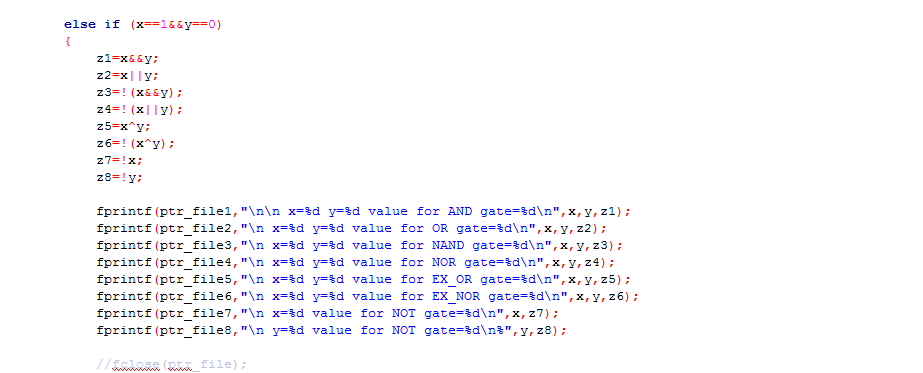 else if (x==1&&y==0)
{
z1=x&&y;
z2=x||y;
z3=!(x&&y);
z4=!(x||y);
z5=x^y;
z6=!(x^y);
z7=!x;
z8=!y;
fprintf(ptr_file1,"\n\n x=%d y=%d value for AND gate=%d\n",x,y,z1);
fprintf(ptr_file2,"\n x=%d y=%d value for OR gate=%d\n",x,y,z2);
fprintf(ptr_file3,"\n x=%d y=%d value for NAND gate=%d\n",x,y,z3);
fprintf(ptr_file4,"\n x=%d y=%d value for NOR gate=%d\n",x,y,z4);
fprintf(ptr_file5,"\n x=%d y=%d value for EX_OR gate=%d\n",x,y,z5);
fprintf(ptr_file6,"\n x=%d y=%d value for EX_NOR gate=%d\n",x,y,z6);
fprintf(ptr_file7,"\n x=%d value for NOT gate=%d\n",x,z7);
fprintf(ptr_file8,"\n y=%d value for NOT gate=%d\n%",y,z8);
//fclose(ptr_file);